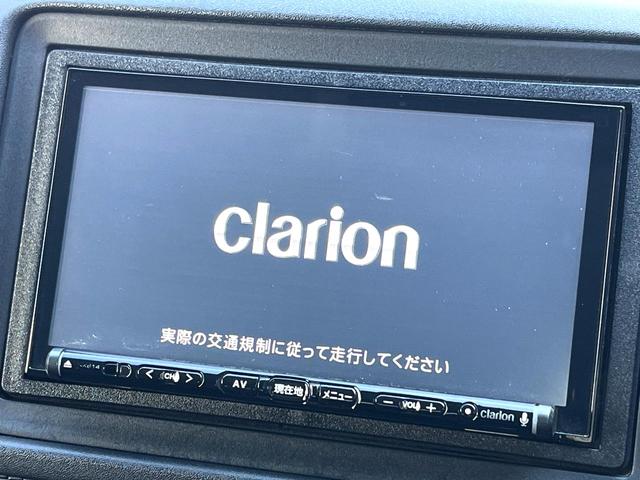 clarion
実際の交通規制に従って走行してください
CH AV 現在地 メニュー − VOL + clarion